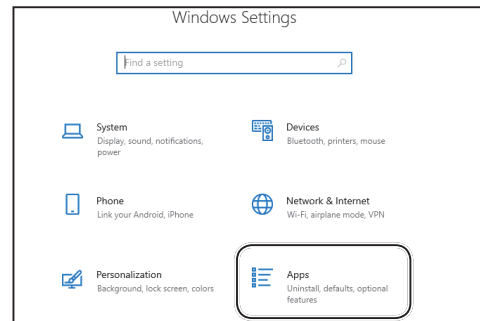 Windows Settings
Find a setting
System
Display, sound, notifications,
power
Devices
Bluetooth, printers, mouse
Phone
Link your Android, iPhone
Network & Internet
Wi-Fi, airplane mode, VPN
Personalization
Background, lock screen, colors
Apps
Uninstall, defaults, optional
features